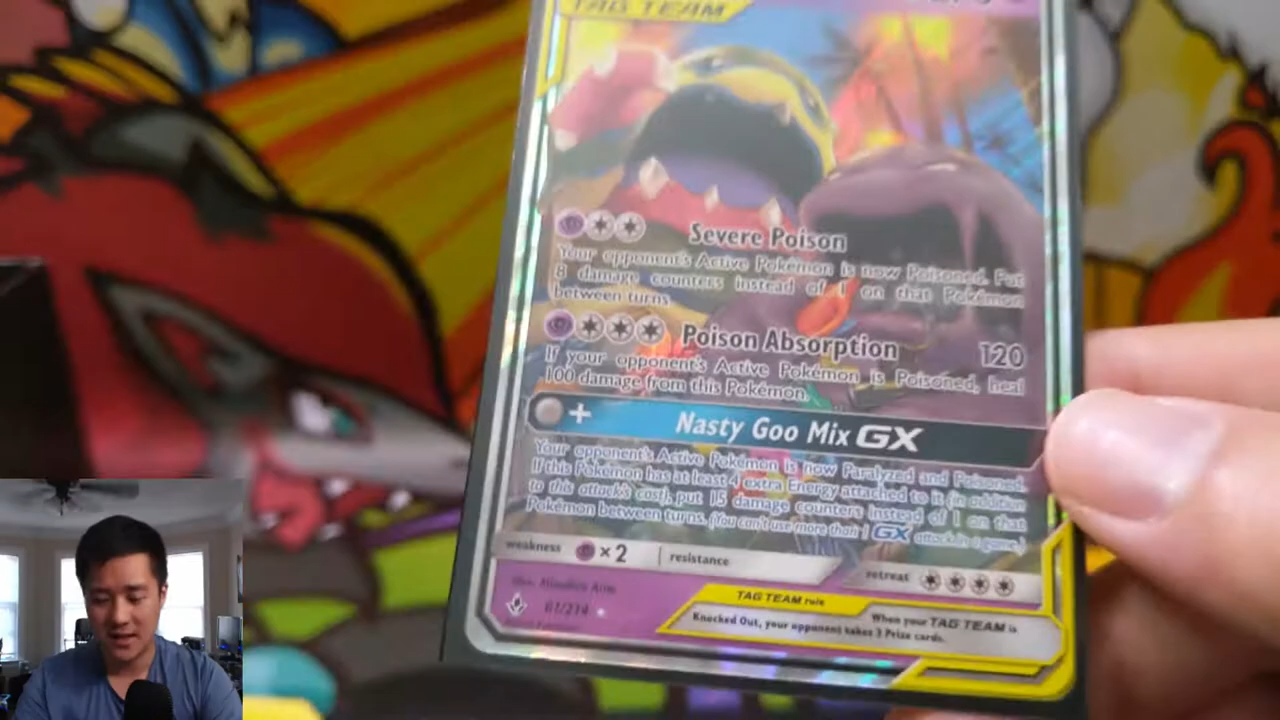 TAG TEAM
Severe Poison
Your opponent's Active Pokémon is now Poisoned. Put
8 damage counters instead of 1 on that Pokémon
between turns.
Poison Absorption 120
If your opponent's Active Pokémon is Poisoned, heal
100 damage from this Pokémon.
+ Nasty Goo Mix GX
Your opponent's Active Pokémon is now Paralyzed and Poisoned.
If this Pokémon has at least 4 extra Energy attached to it (in addition
to this attack's cost), put 15 damage counters instead of 1 on that
Pokémon between turns. (You can't use more than 1 GX attack in a game.)
weakness ×2 resistance
retreat
61/214
TAG TEAM rule
When your TAG TEAM is
Knocked Out, your opponent takes 3 Prize cards.